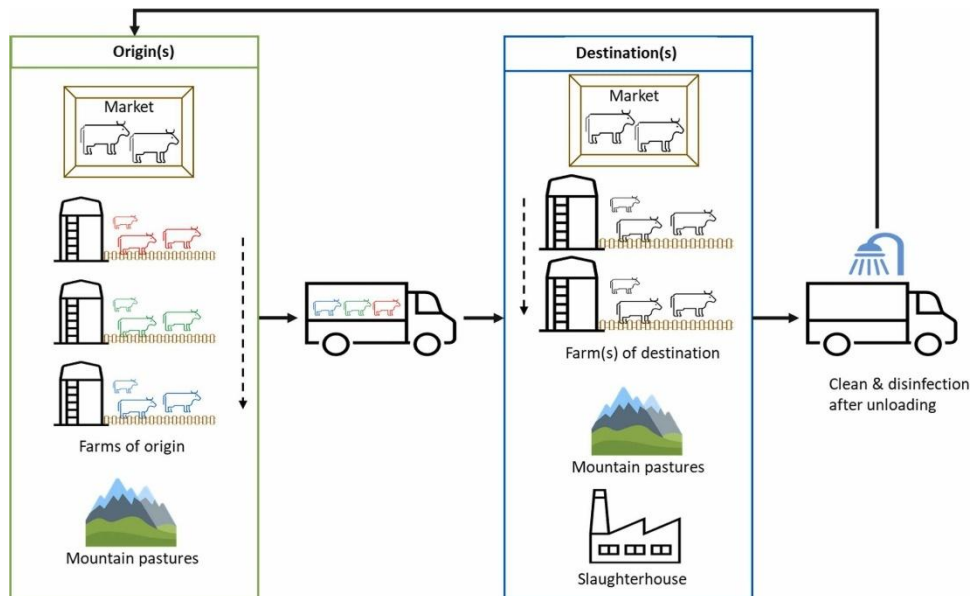 Origin(s)
Market
Farms of origin
Mountain pastures
Destination(s)
Market
Farm(s) of destination
Mountain pastures
Slaughterhouse
Clean & disinfection
after unloading